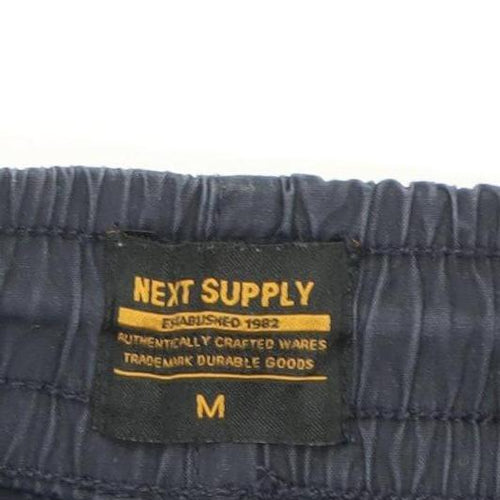 NEXT SUPPLY
ESTABLISHED 1982
AUTHENTICALLY CRAFTED WARES
TRADEMARK DURABLE GOODS
M